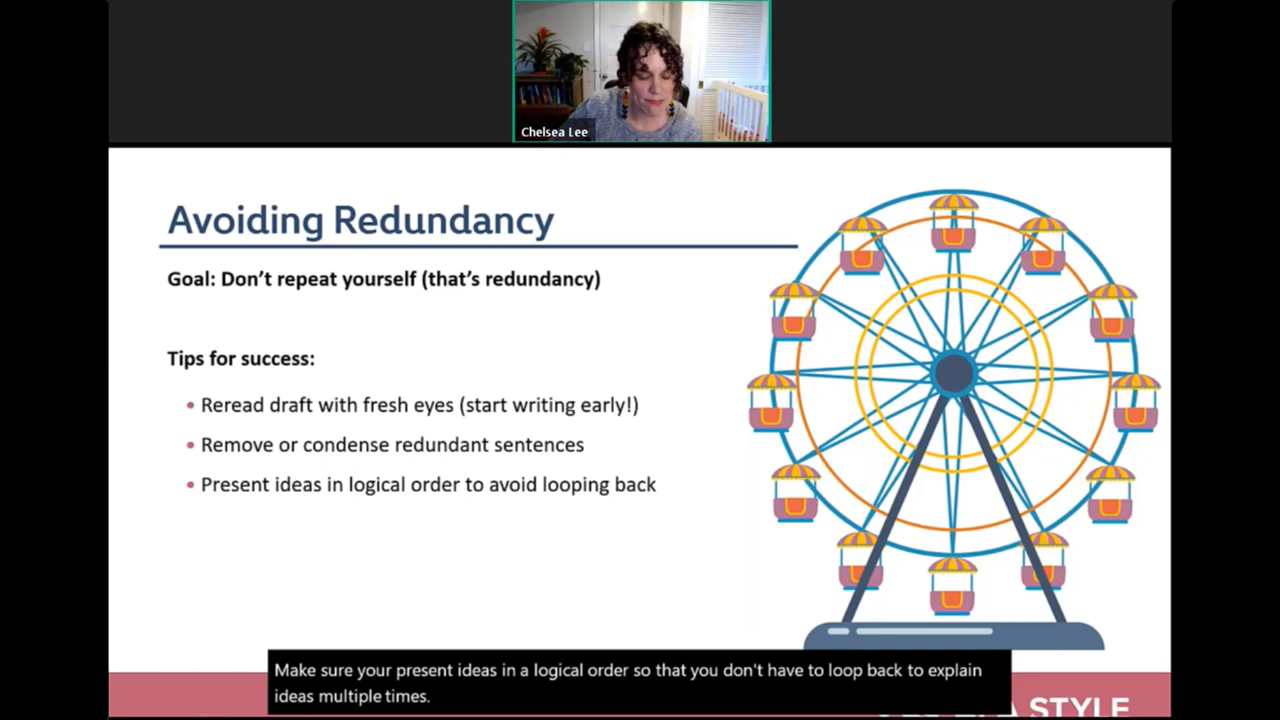 Chelsea Lee
Avoiding Redundancy
Goal: Don't repeat yourself (that's redundancy)
Tips for success:
• Reread draft with fresh eyes (start writing early!)
• Remove or condense redundant sentences
• Present ideas in logical order to avoid looping back
Make sure your present ideas in a logical order so that you don't have to loop back to explain
ideas multiple times.
STYLE